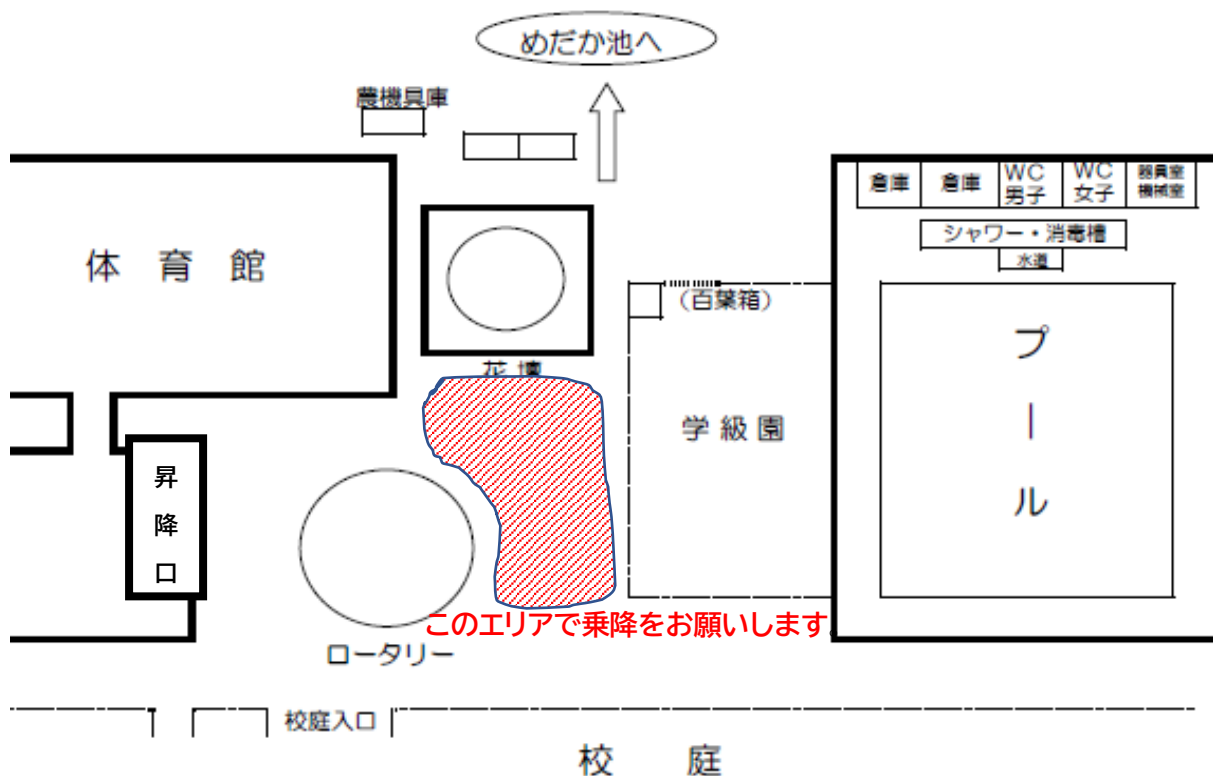 めだか池へ
農機具庫
倉庫
倉庫
WC
男子
WC
女子
器具室
機械室
シャワー・消毒槽
水道
体育館
(百葉箱)
花壇
プール
学級園
昇降口
このエリアで乗降をお願いします。
ロータリー
校庭入口
校庭